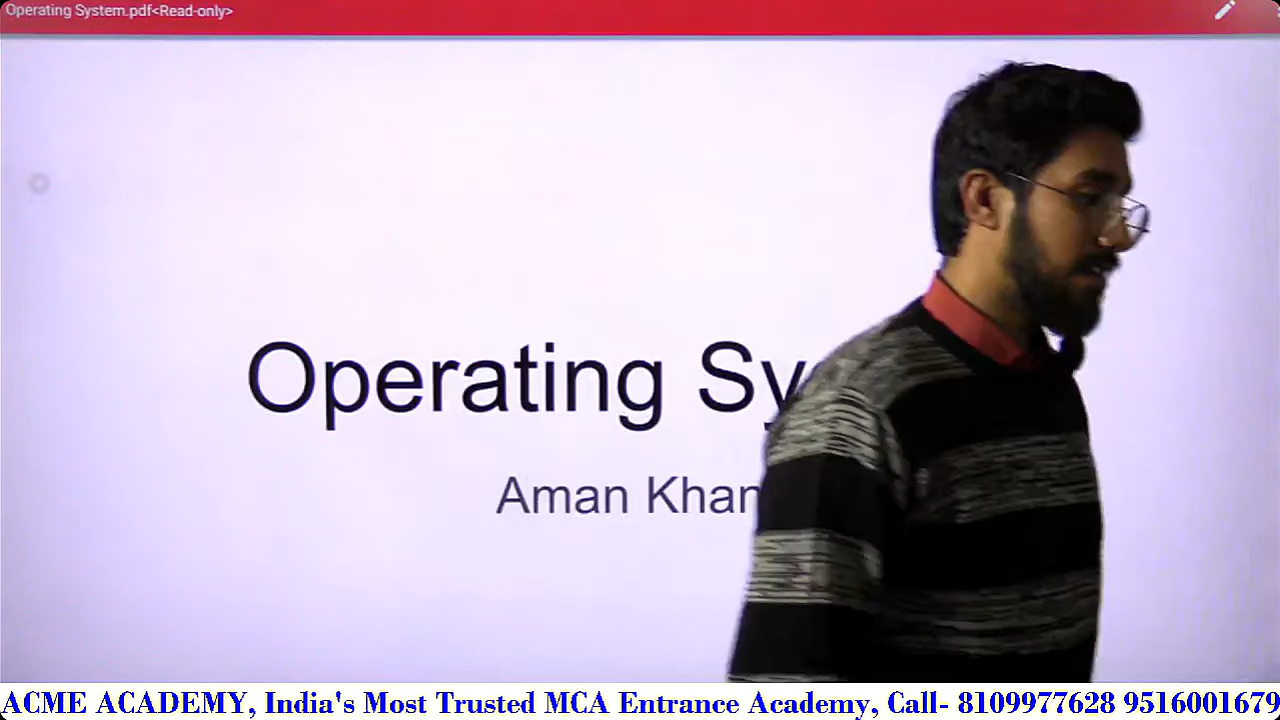 Operating System.pdf<Read-only>
Operating
Aman Khan
ACME ACADEMY, India's Most Trusted MCA Entrance Academy, Call- 8109977628 9516001679